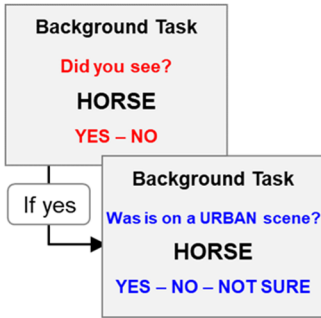 Background Task
Did you see?
HORSE
YES – NO
If yes
Background Task
Was is on a URBAN scene?
HORSE
YES – NO – NOT SURE